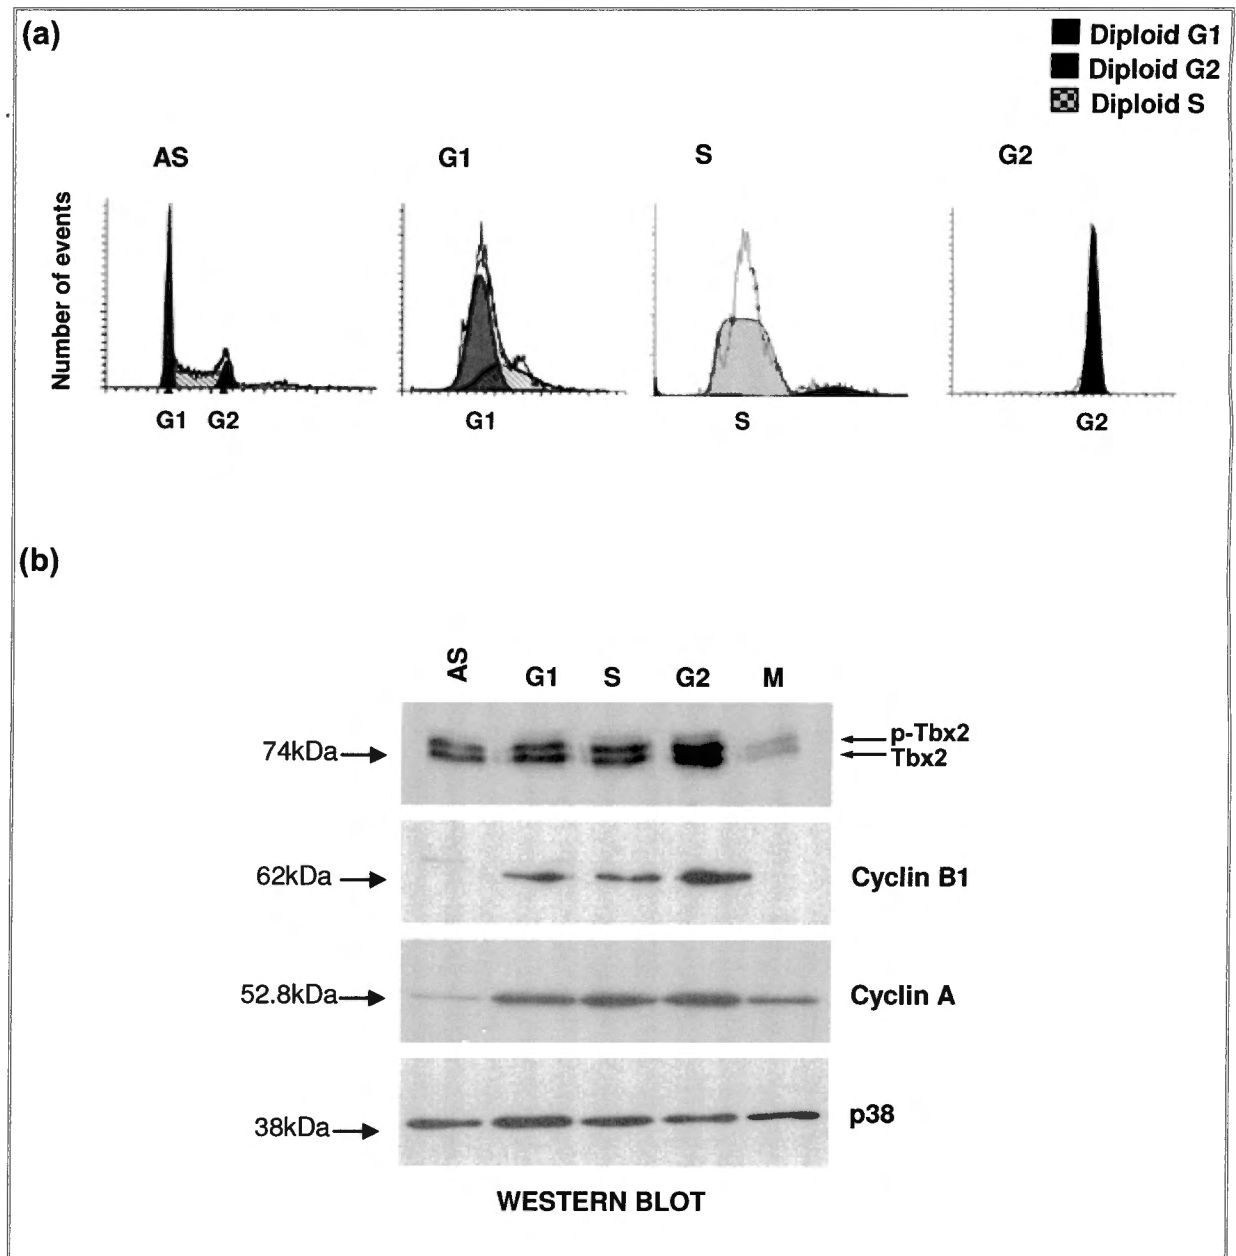 (a)
Diploid G1
Diploid G2
Diploid S
AS G1 S G2
Number of events
G1 G2 G1 S G2
(b)
AS G1 S G2 M
74kDa p-Tbx2
Tbx2
62kDa Cyclin B1
52.8kDa Cyclin A
38kDa p38
WESTERN BLOT